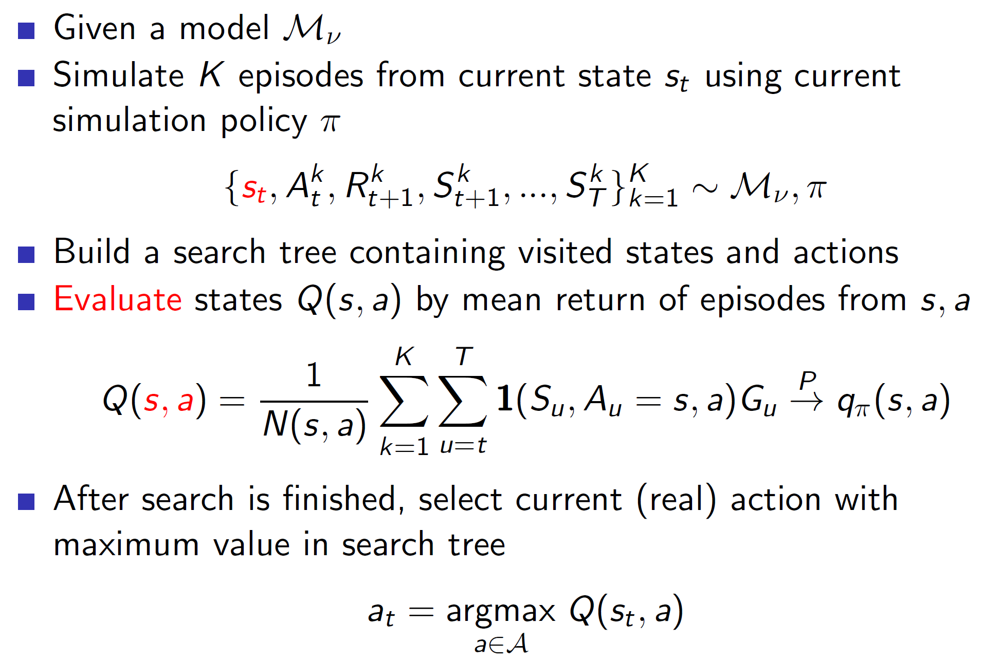 Given a model $\mathcal{M}_\nu$
Simulate $K$ episodes from current state $s_t$ using current
simulation policy $\pi$
$\{s_t, A_t^k, R_{t+1}^k, S_{t+1}^k, ..., S_T^k\}_{k=1}^K \sim \mathcal{M}_\nu, \pi$
Build a search tree containing visited states and actions
Evaluate states $Q(s, a)$ by mean return of episodes from $s, a$
$Q(s, a) = \frac{1}{N(s, a)} \sum_{k=1}^{K} \sum_{u=t}^{T} \mathbf{1}(S_u, A_u = s, a) G_u \overset{P}{\to} q_\pi(s, a)$
After search is finished, select current (real) action with
maximum value in search tree
$a_t = \underset{a \in \mathcal{A}}{\text{argmax}}\ Q(s_t, a)$